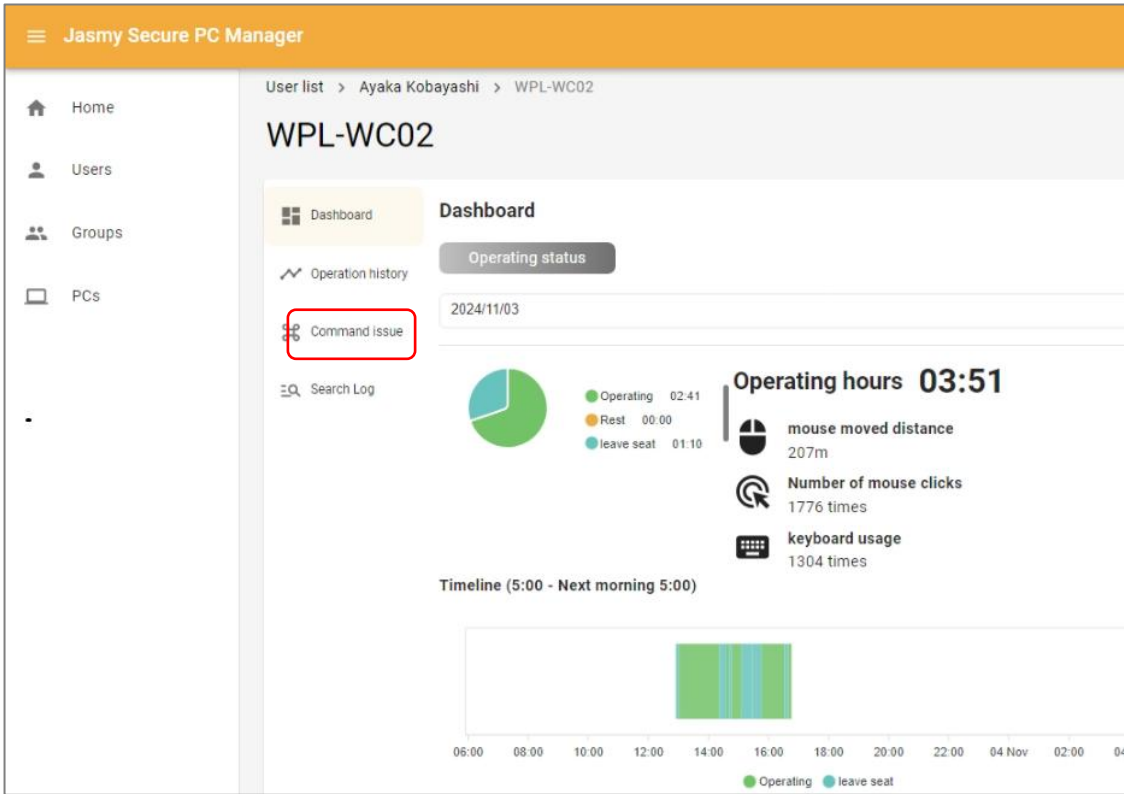 Jasmy Secure PC Manager
Home
Users
Groups
PCs
User list > Ayaka Kobayashi > WPL-WC02
WPL-WC02
Dashboard
Operation history
Command issue
Search Log
Dashboard
Operating status
2024/11/03
Operating 02:41
Rest 00:00
leave seat 01:10
Operating hours 03:51
mouse moved distance
207m
Number of mouse clicks
1776 times
keyboard usage
1304 times
Timeline (5:00 - Next morning 5:00)
06:00 08:00 10:00 12:00 14:00 16:00 18:00 20:00 22:00 04 Nov 02:00 04
Operating leave seat